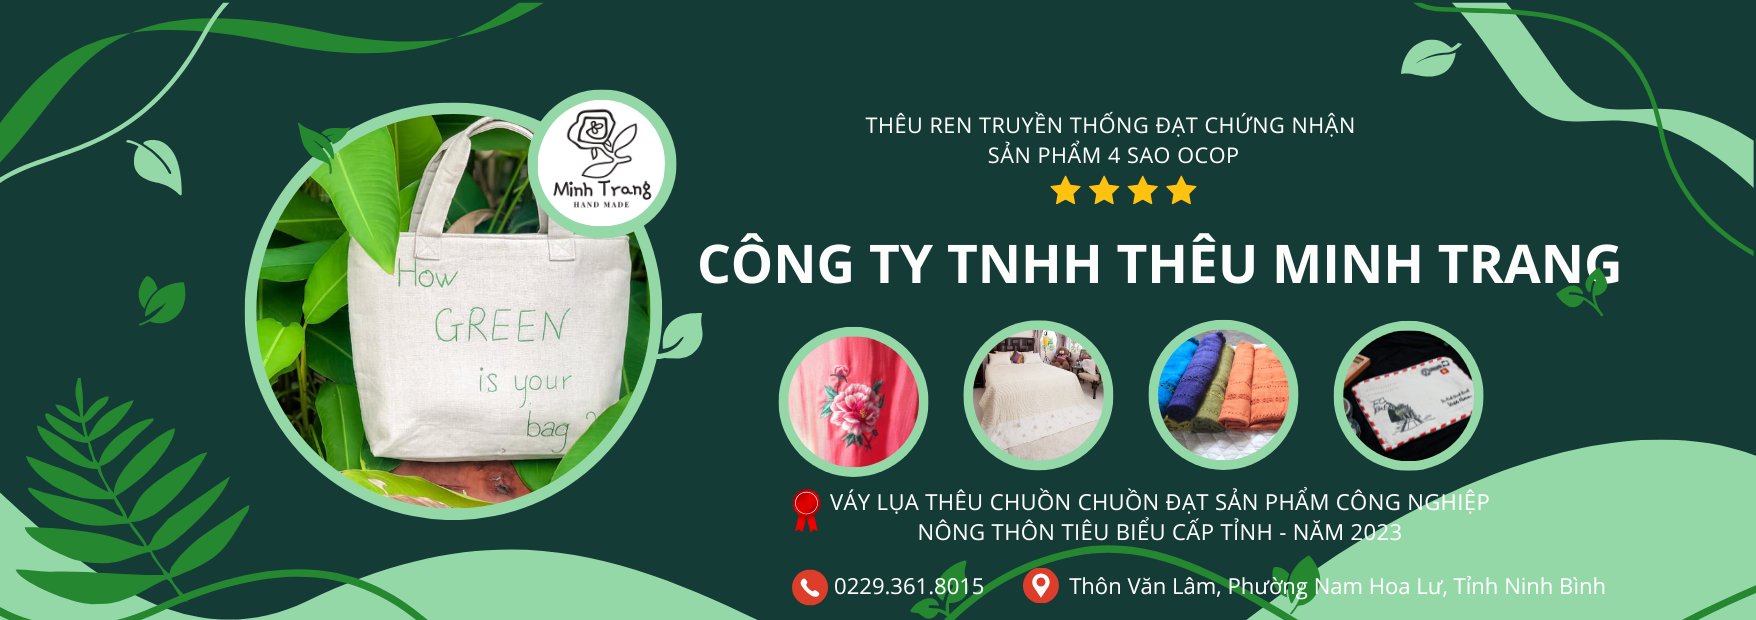 Minh Trang
HAND MADE
How
GREEN
is your
bag ?
THÊU REN TRUYỀN THỐNG ĐẠT CHỨNG NHẬN
SẢN PHẨM 4 SAO OCOP
CÔNG TY TNHH THÊU MINH TRANG
VÁY LỤA THÊU CHUỒN CHUỒN ĐẠT SẢN PHẨM CÔNG NGHIỆP
NÔNG THÔN TIÊU BIỂU CẤP TỈNH - NĂM 2023
0229.361.8015
Thôn Văn Lâm, Phường Nam Hoa Lư, Tỉnh Ninh Bình